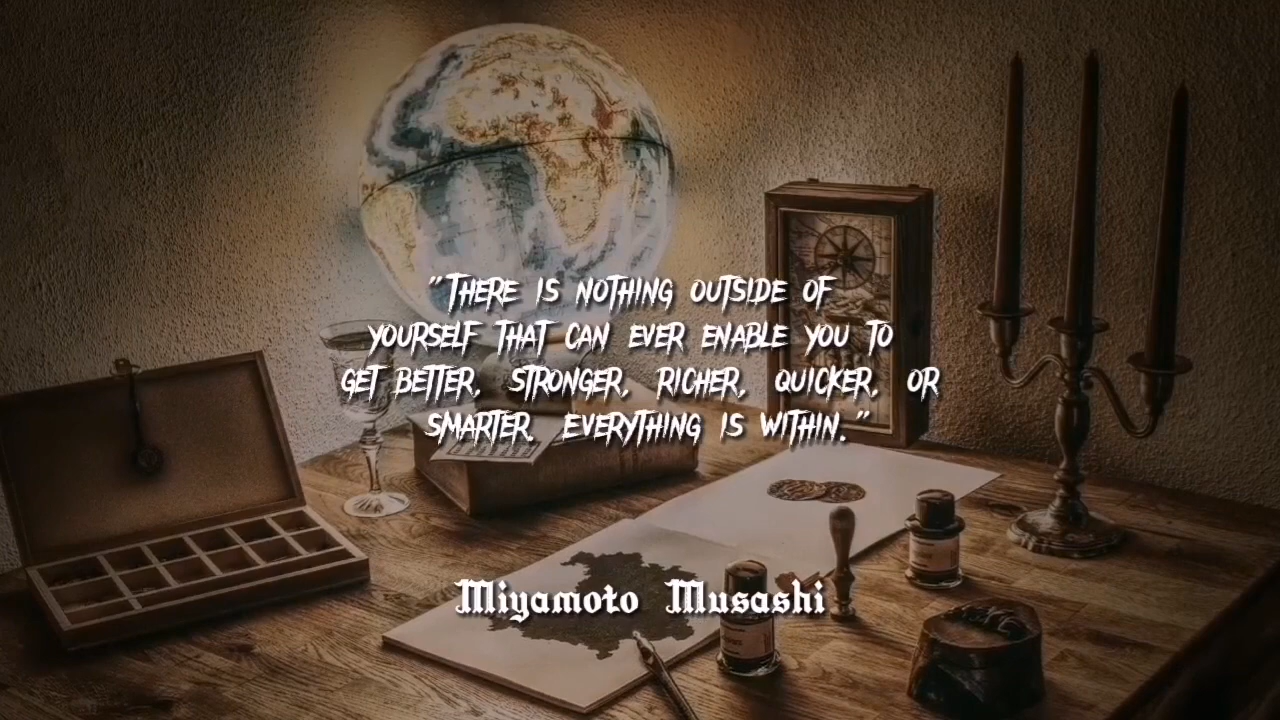 "There is nothing outside of
yourself that can ever enable you to
get better, stronger, richer, quicker, or
smarter. Everything is within."
Miyamoto Musashi